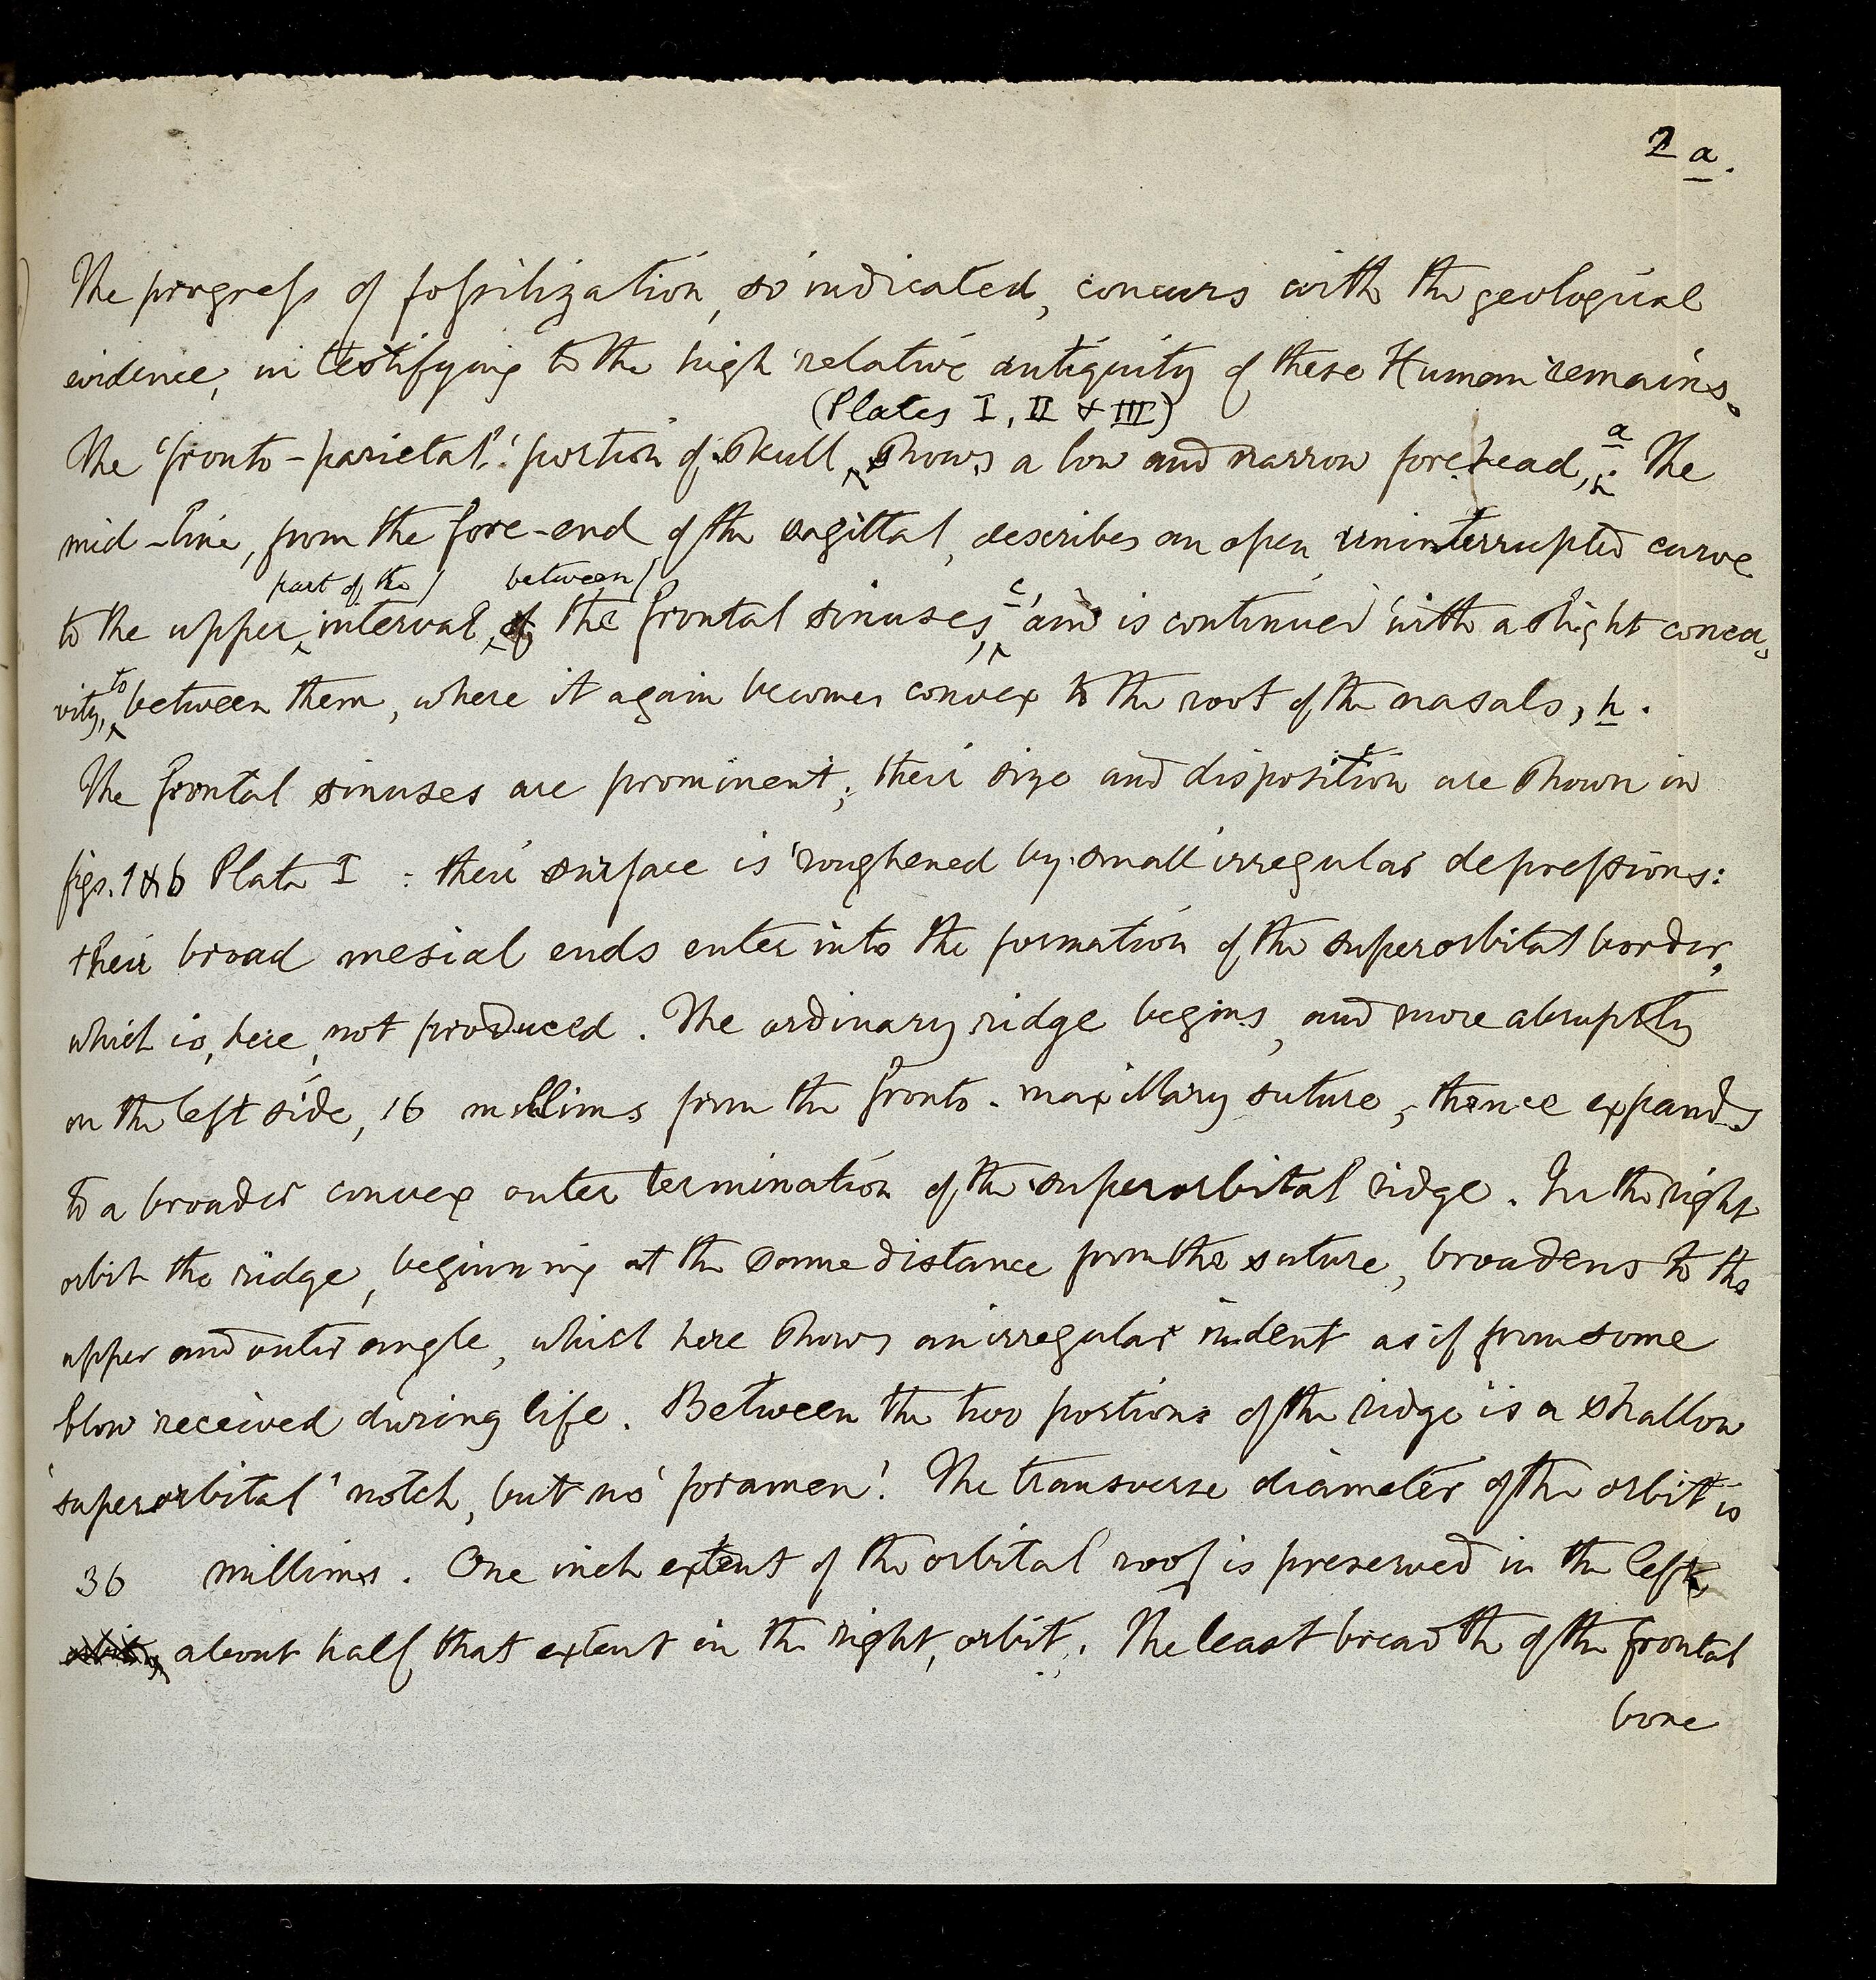 2 a.
The progress of fossilization, so indicated, concurs with the geological
evidence, in testifying to the high relative antiquity of these Human remains.
(Plates I, II & III)
The 'fronto-parietal' portion of skull, shows a low and narrow forehead, a. The
mid-line, from the fore-end of the sagittal, describes an open uninterrupted curve
part of the between
to the upper interval of the frontal sinuses, c, and is continued with a slight conca-
vity, to between them, where it again becomes convex to the root of the nasals, h.
The frontal sinuses are prominent; their size and disposition are shown in
figs. 1 & 6 Plate I : their surface is roughened by small irregular depressions:
their broad mesial ends enter into the formation of the superorbital border,
which is, here, not produced. The ordinary ridge begins, and more abruptly
on the left side, 16 millims from the fronto-maxillary suture, thence expands
to a broader convex outer termination of the superorbital ridge. In the right
orbit the ridge, beginning at the same distance from the suture, broadens to the
upper and outer angle, which here shows an irregular indent as if from some
blow received during life. Between the two portions of the ridge is a shallow
'superorbital' notch, but no 'foramen'. The transverse diameter of the orbit is
36 millims. One inch extent of the orbital roof is preserved in the left,
about half that extent in the right, orbit. The least breadth of the frontal
bone